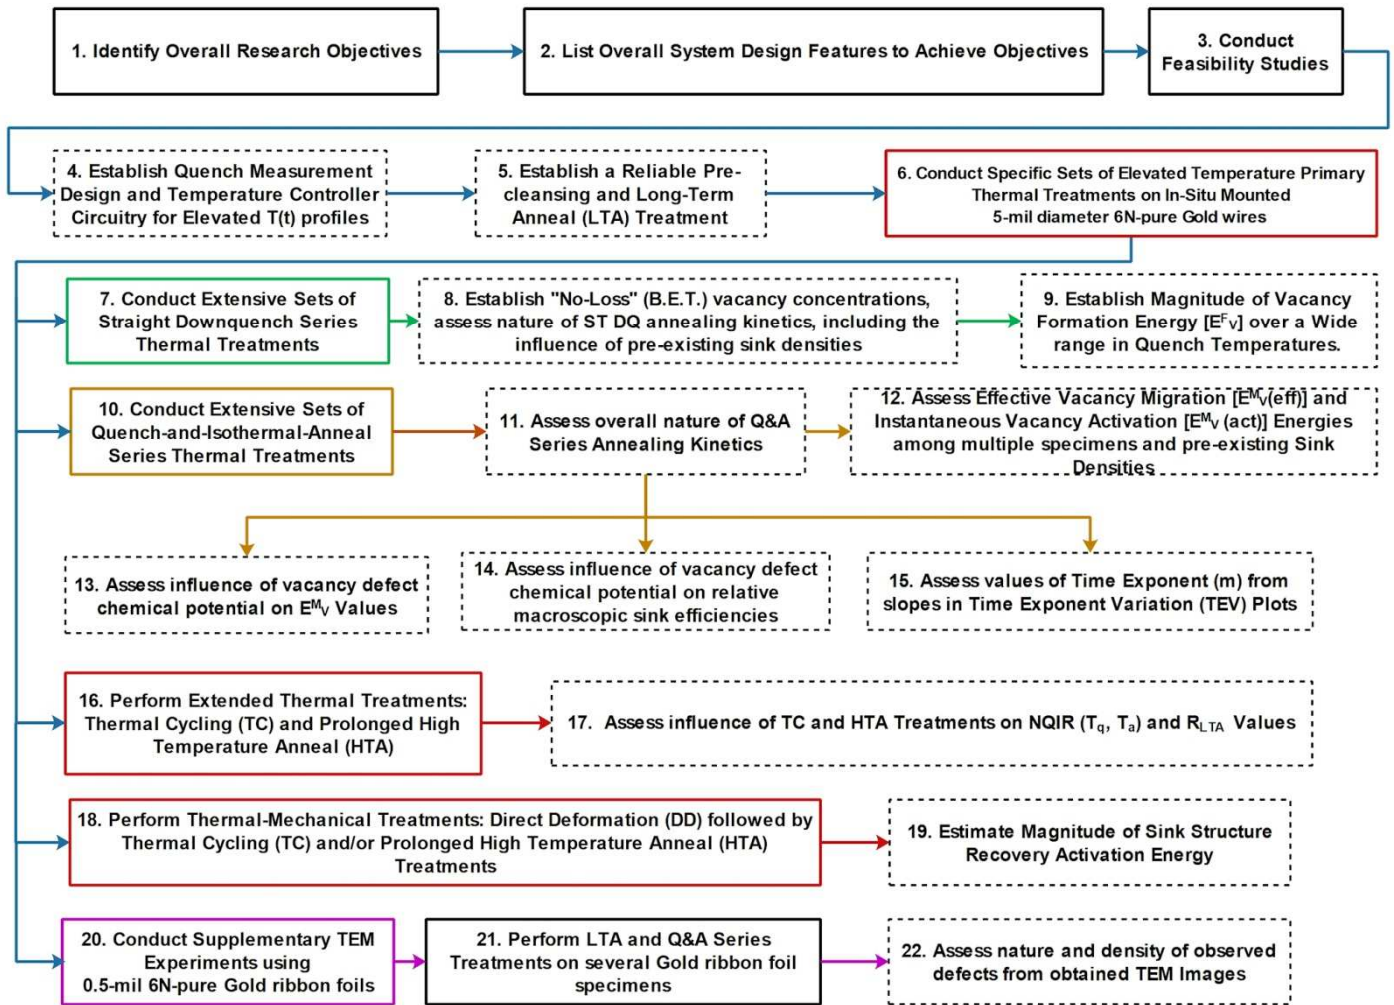 1. Identify Overall Research Objectives
2. List Overall System Design Features to Achieve Objectives
3. Conduct
Feasibility Studies
4. Establish Quench Measurement
Design and Temperature Controller
Circuitry for Elevated T(t) profiles
5. Establish a Reliable Pre-
cleansing and Long-Term
Anneal (LTA) Treatment
6. Conduct Specific Sets of Elevated Temperature Primary
Thermal Treatments on In-Situ Mounted
5-mil diameter 6N-pure Gold wires
7. Conduct Extensive Sets of
Straight Downquench Series
Thermal Treatments
8. Establish "No-Loss" (B.E.T.) vacancy concentrations,
assess nature of ST DQ annealing kinetics, including the
influence of pre-existing sink densities
9. Establish Magnitude of Vacancy
Formation Energy [E^F_V] over a Wide
range in Quench Temperatures.
10. Conduct Extensive Sets of
Quench-and-Isothermal-Anneal
Series Thermal Treatments
11. Assess overall nature of Q&A
Series Annealing Kinetics
12. Assess Effective Vacancy Migration [E^M_V(eff)] and
Instantaneous Vacancy Activation [E^M_V (act)] Energies
among multiple specimens and pre-existing Sink
Densities
13. Assess influence of vacancy defect
chemical potential on E^M_V Values
14. Assess influence of vacancy defect
chemical potential on relative
macroscopic sink efficiencies
15. Assess values of Time Exponent (m) from
slopes in Time Exponent Variation (TEV) Plots
16. Perform Extended Thermal Treatments:
Thermal Cycling (TC) and Prolonged High
Temperature Anneal (HTA)
17. Assess influence of TC and HTA Treatments on NQIR (T_q, T_a) and R_LTA Values
18. Perform Thermal-Mechanical Treatments: Direct Deformation (DD) followed by
Thermal Cycling (TC) and/or Prolonged High Temperature Anneal (HTA)
Treatments
19. Estimate Magnitude of Sink Structure
Recovery Activation Energy
20. Conduct Supplementary TEM
Experiments using
0.5-mil 6N-pure Gold ribbon foils
21. Perform LTA and Q&A Series
Treatments on several Gold ribbon foil
specimens
22. Assess nature and density of observed
defects from obtained TEM Images